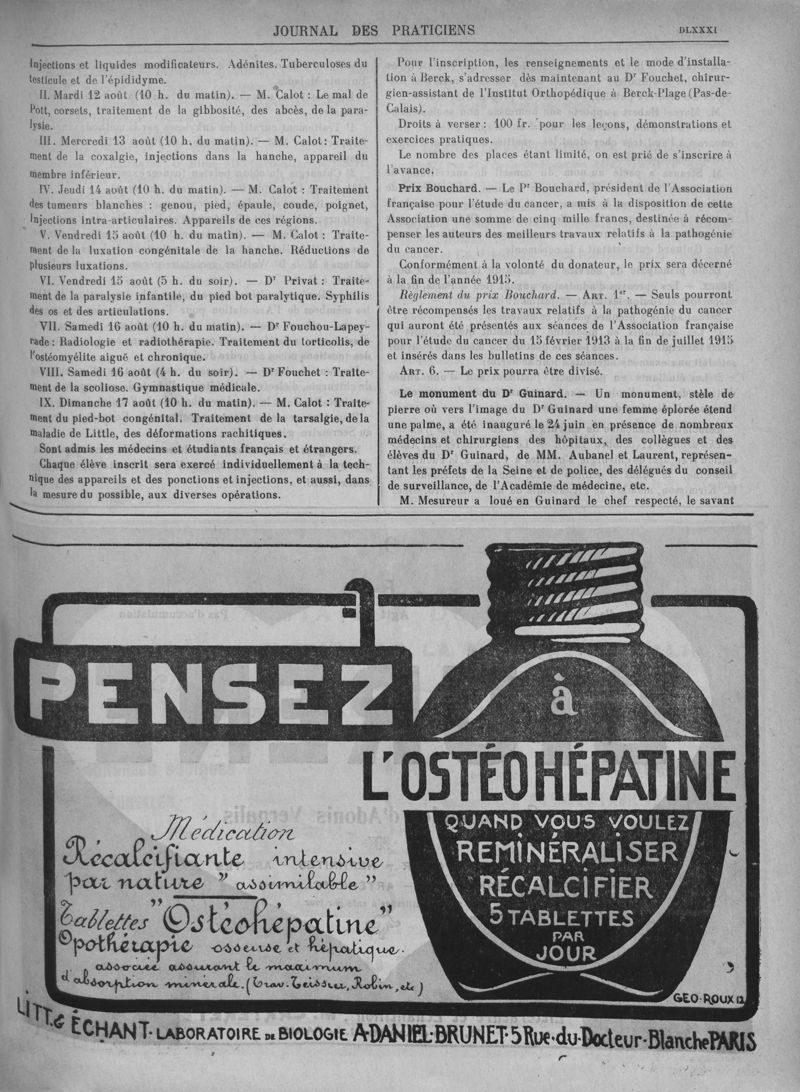 JOURNAL DES PRATICIENS
DLXXXI
Injections et liquides modificateurs. Adénites. Tuberculoses du
testicule et de l'épididyme.
II. Mardi 12 août (10 h. du matin). — M. Calot : Le mal de
Pott, corsets, traitement de la gibbosité, des abcès, de la para-
lysie.
III. Mercredi 13 août (10 h. du matin). — M. Calot : Traite-
ment de la coxalgie, injections dans la hanche, appareil du
membre inférieur.
IV. Jeudi 14 août (10 h. du matin). — M. Calot : Traitement
des tumeurs blanches : genou, pied, épaule, coude, poignet,
Injections intra-articulaires. Appareils de ces régions.
V. Vendredi 15 août (10 h. du matin). — M. Calot : Traite-
ment de la luxation congénitale de la hanche. Réductions de
plusieurs luxations.
VI. Vendredi 15 août (5 h. du soir). — Dr Privat : Traite-
ment de la paralysie infantile, du pied bot paralytique. Syphilis
des os et des articulations.
VII. Samedi 16 août (10 h. du matin). — Dr Fouchou-Lapey-
rade : Radiologie et radiothérapie. Traitement du torticolis, de
l'ostéomyélite aiguë et chronique.
VIII. Samedi 16 août (4 h. du soir). — Dr Fouchet : Traite-
ment de la scoliose. Gymnastique médicale.
IX. Dimanche 17 août (10 h. du matin). — M. Calot : Traite-
ment du pied-bot congénital. Traitement de la tarsalgie, de la
maladie de Little, des déformations rachitiques.
Sont admis les médecins et étudiants français et étrangers.
Chaque élève inscrit sera exercé individuellement à la tech-
nique des appareils et des ponctions et injections, et aussi, dans
la mesure du possible, aux diverses opérations.
Pour l'inscription, les renseignements et le mode d'installa-
tion à Berck, s'adresser dès maintenant au Dr Fouchet, chirur-
gien-assistant de l'Institut Orthopédique à Berck-Plage (Pas-de-
Calais).
Droits à verser : 100 fr. pour les leçons, démonstrations et
exercices pratiques.
Le nombre des places étant limité, on est prié de s'inscrire à
l'avance.
Prix Bouchard. — Le Pr Bouchard, président de l'Association
française pour l'étude du cancer, a mis à la disposition de cette
Association une somme de cinq mille francs, destinée à récom-
penser les auteurs des meilleurs travaux relatifs à la pathogénie
du cancer.
Conformément à la volonté du donateur, le prix sera décerné
à la fin de l'année 1915.
Règlement du prix Bouchard. — ART. 1er. — Seuls pourront
être récompensés les travaux relatifs à la pathogénie du cancer
qui auront été présentés aux séances de l'Association française
pour l'étude du cancer du 15 février 1913 à la fin de juillet 1915
et insérés dans les bulletins de ces séances.
ART. 6. — Le prix pourra être divisé.
Le monument du Dr Guinard. — Un monument, stèle de
pierre où vers l'image du Dr Guinard une femme éplorée étend
une palme, a été inauguré le 24 juin en présence de nombreux
médecins et chirurgiens des hôpitaux, des collègues et des
élèves du Dr Guinard, de MM. Aubanel et Laurent, représen-
tant les préfets de la Seine et de police, des délégués du conseil
de surveillance, de l'Académie de médecine, etc.
M. Mesureur a loué en Guinard le chef respecté, le savant
PENSEZ
à
L'OSTÉOHÉPATINE
QUAND VOUS VOULEZ
REMINÉRALISER
RÉCALCIFIER
5 TABLETTES
PAR
JOUR
Médication
Récalcifiante intensive
par nature " assimilable "
Tablettes "Ostéohépatine"
Opothérapie osseuse et hépatique.
associée assurant le maximum
d'absorption minérale. (Trav. Teissier, Robin, etc)
GEO-ROUX 12
LITT. & ÉCHANT. LABORATOIRE DE BIOLOGIE A. DANIEL-BRUNET. 5 Rue du Docteur-Blanche PARIS